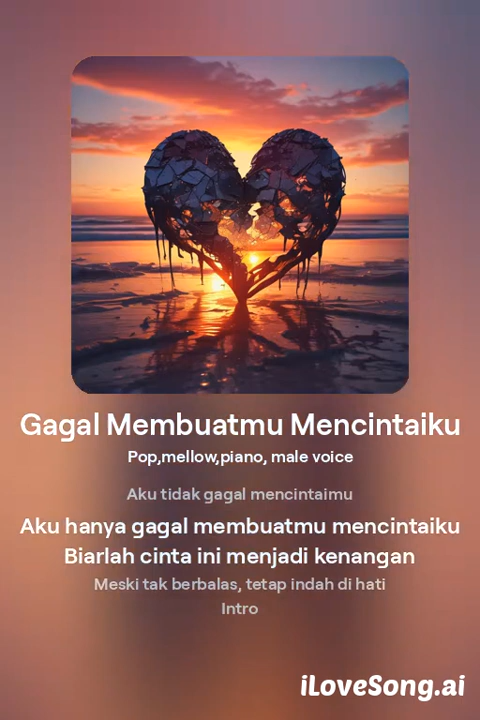 Gagal Membuatmu Mencintaiku
Pop,mellow,piano, male voice
Aku tidak gagal mencintaimu
Aku hanya gagal membuatmu mencintaiku
Biarlah cinta ini menjadi kenangan
Meski tak berbalas, tetap indah di hati
Intro
iLoveSong.ai